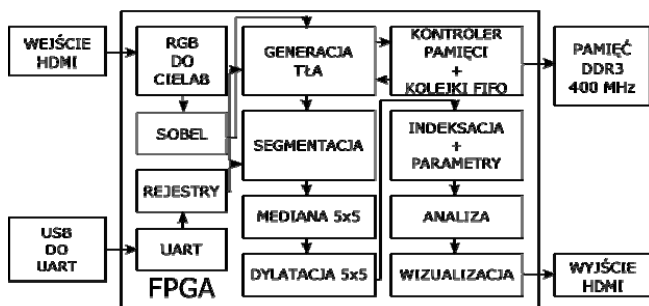 WEJŚCIE
HDMI
RGB
DO
CIELAB
SOBEL
REJESTRY
UART
USB
DO
UART
FPGA
GENERACJA
TŁA
SEGMENTACJA
MEDIANA 5x5
DYLATACJA 5x5
KONTROLER
PAMIĘCI
+
KOLEJKI FIFO
INDEKSACJA
+
PARAMETRY
ANALIZA
WIZUALIZACJA
PAMIĘĆ
DDR3
400 MHz
WYJŚCIE
HDMI